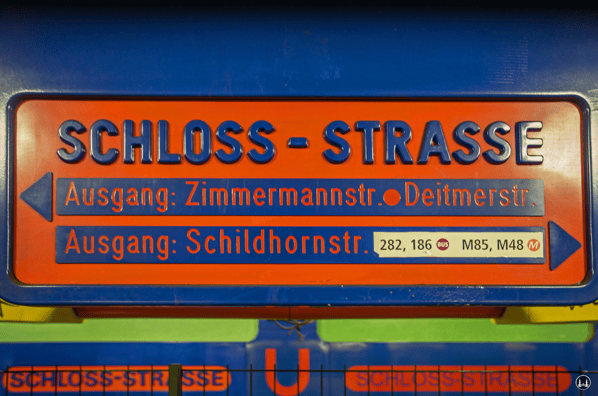 SCHLOSS-STRASSE
Ausgang: Zimmermannstr. ● Deitmerstr.
Ausgang: Schildhornstr. 282, 186 BUS M85, M48 M
SCHLOSS-STRASSE U SCHLOSS-STRASSE